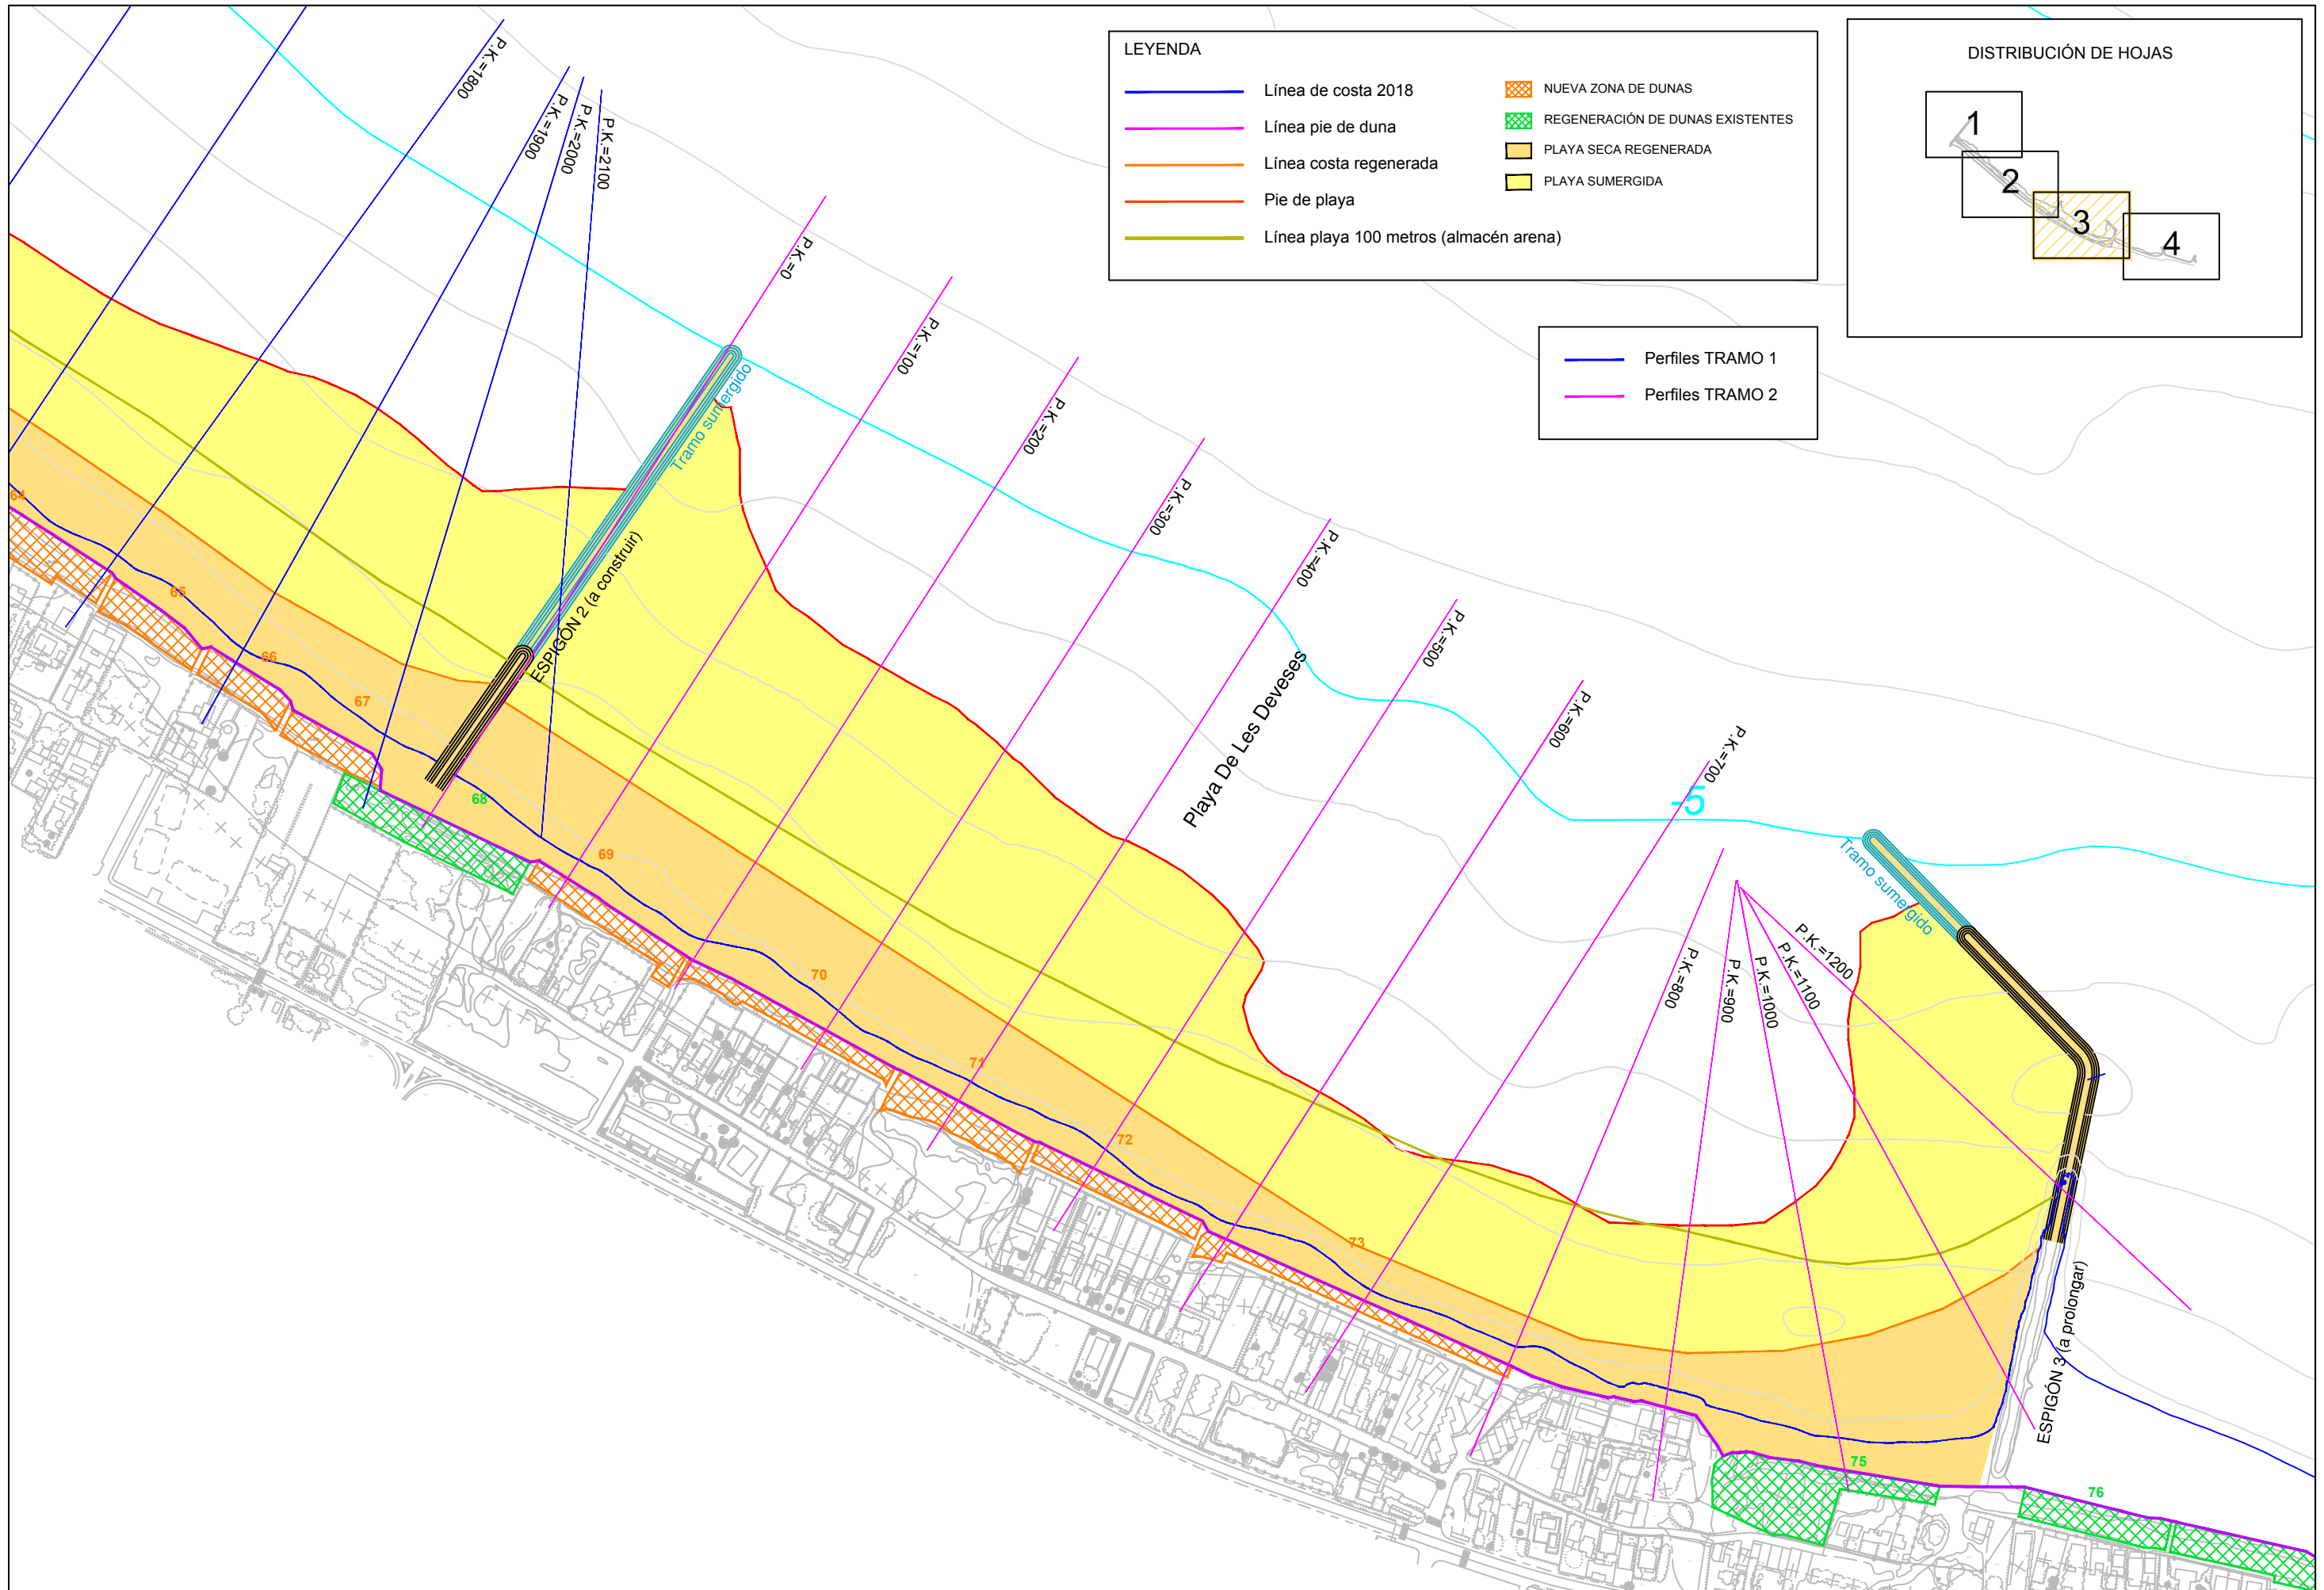 LEYENDA
Línea de costa 2018
Línea pie de duna
Línea costa regenerada
Pie de playa
Línea playa 100 metros (almacén arena)
NUEVA ZONA DE DUNAS
REGENERACIÓN DE DUNAS EXISTENTES
PLAYA SECA REGENERADA
PLAYA SUMERGIDA
DISTRIBUCIÓN DE HOJAS
1
2
3
4
Perfiles TRAMO 1
Perfiles TRAMO 2
P.K.=1800
P.K.=1900
P.K.=2000
P.K.=2100
P.K.=0
P.K.=100
P.K.=200
P.K.=300
P.K.=400
P.K.=500
P.K.=600
P.K.=700
P.K.=800
P.K.=900
P.K.=1000
P.K.=1100
P.K.=1200
Tramo sumergido
ESPIGÓN 2 (a construir)
Playa De Les Deveses
-5
Tramo sumergido
ESPIGÓN 3 (a prolongar)
64
65
66
67
68
69
70
71
72
73
75
76